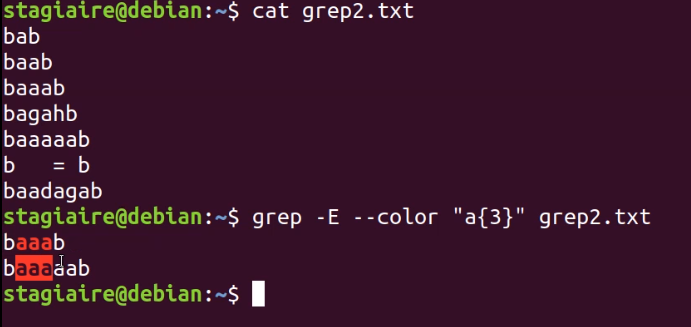 stagiaire@debian:~$ cat grep2.txt
bab
baab
baaab
bagahb
baaaaab
b   = b
baadagab
stagiaire@debian:~$ grep -E --color "a{3}" grep2.txt
baaab
baaaaab
stagiaire@debian:~$